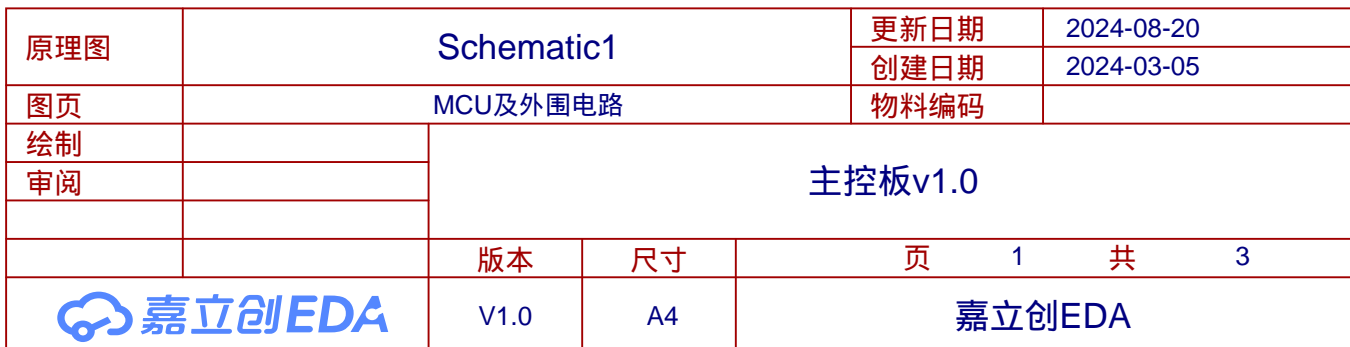 原理图 Schematic1 更新日期 2024-08-20
创建日期 2024-03-05
图页 MCU及外围电路 物料编码
绘制
审阅 主控板v1.0
版本 尺寸 页 1 共 3
嘉立创EDA V1.0 A4 嘉立创EDA